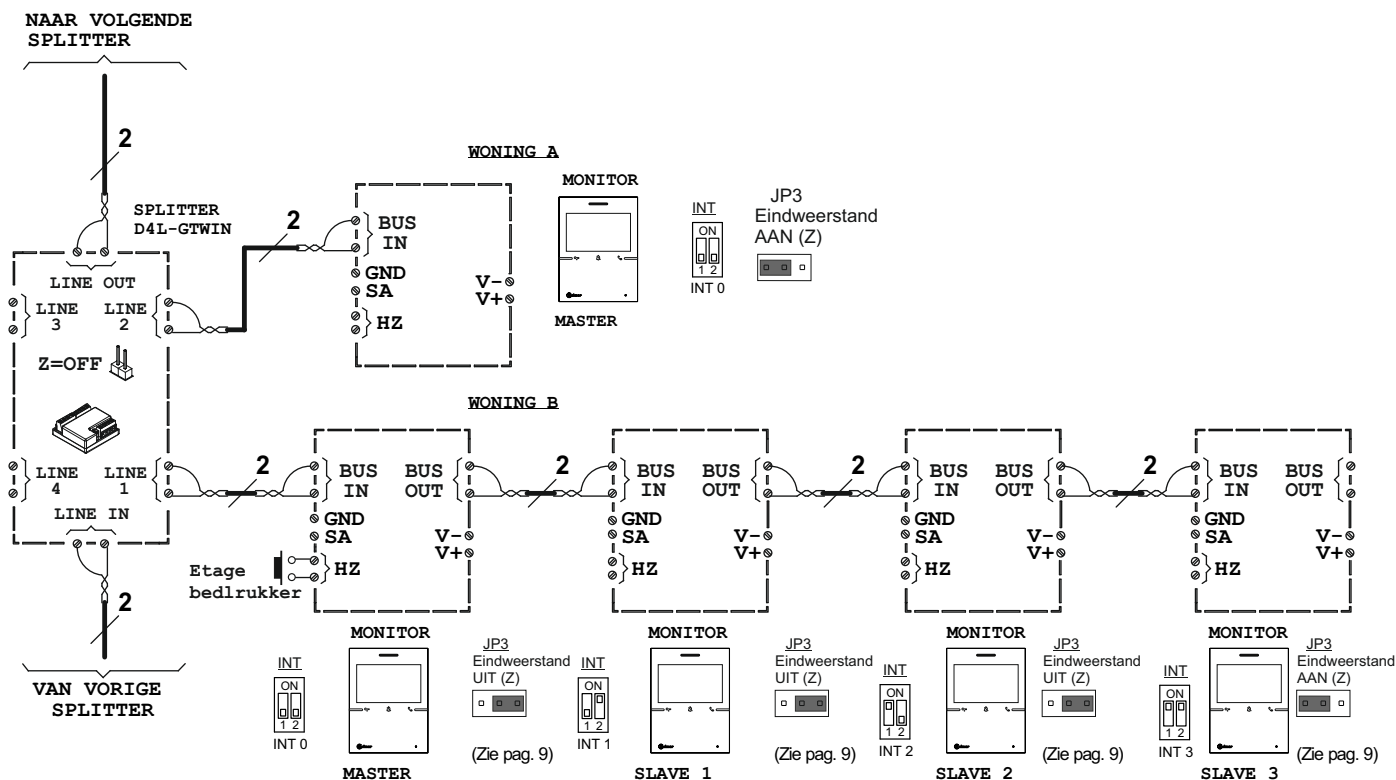 NAAR VOLGENDE
SPLITTER
2
SPLITTER
D4L-GTWIN
LINE OUT
LINE
3
LINE
2
Z=OFF
LINE
4
LINE
1
LINE IN
2
VAN VORIGE
SPLITTER
WONING A
2
BUS
IN
GND
SA
HZ
V-
V+
MONITOR
MASTER
INT
ON
1 2
INT 0
JP3
Eindweerstand
AAN (Z)
WONING B
2
BUS
IN
BUS
OUT
GND
SA
HZ
V-
V+
Etage
bedlrukker
2
BUS
IN
BUS
OUT
GND
SA
HZ
V-
V+
2
BUS
IN
BUS
OUT
GND
SA
HZ
V-
V+
2
BUS
IN
BUS
OUT
GND
SA
HZ
V-
V+
INT
ON
1 2
INT 0
MONITOR
MASTER
JP3
Eindweerstand
UIT (Z)
(Zie pag. 9)
INT
ON
1 2
INT 1
MONITOR
SLAVE 1
JP3
Eindweerstand
UIT (Z)
(Zie pag. 9)
INT
ON
1 2
INT 2
MONITOR
SLAVE 2
JP3
Eindweerstand
UIT (Z)
(Zie pag. 9)
INT
ON
1 2
INT 3
MONITOR
SLAVE 3
JP3
Eindweerstand
AAN (Z)
(Zie pag. 9)